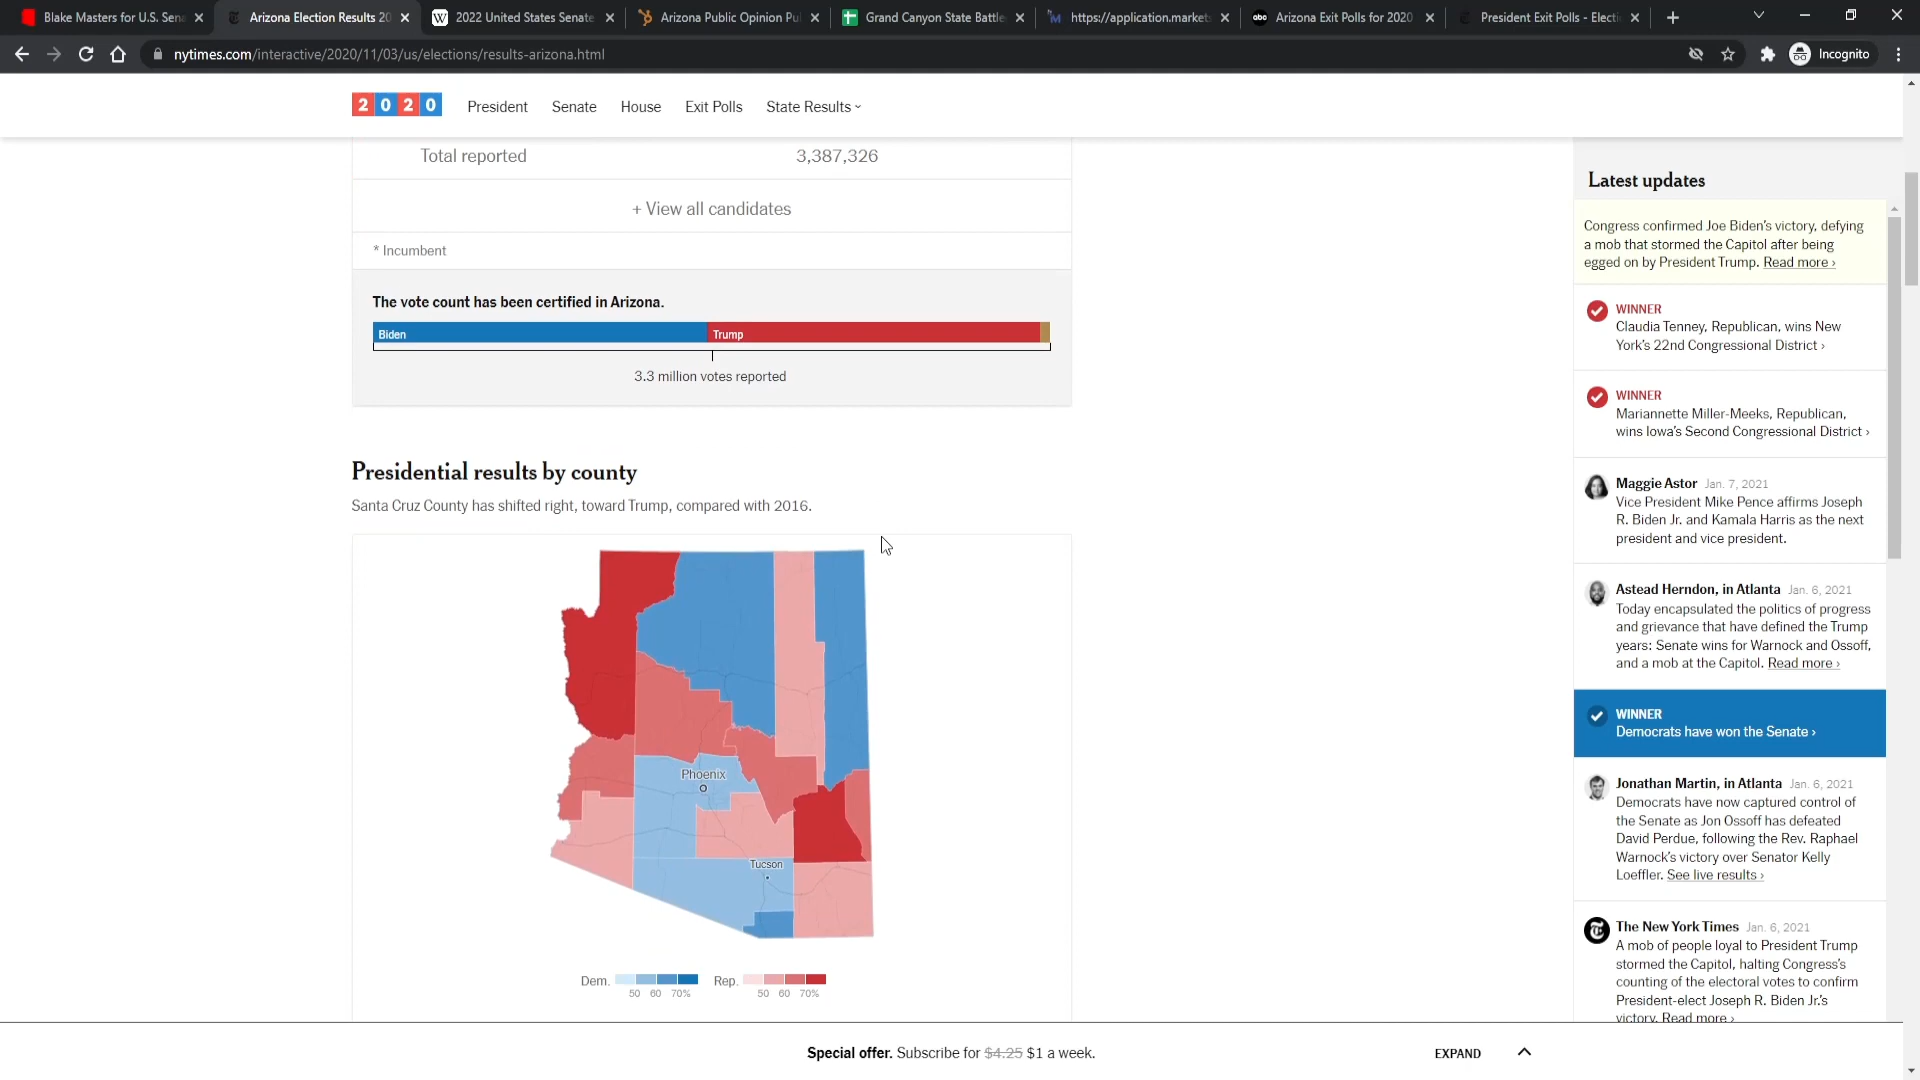 Blake Masters for U.S. Sena
Arizona Election Results 20
2022 United States Senate
Arizona Public Opinion Pul
Grand Canyon State Battle
https://application.markets
Arizona Exit Polls for 2020
President Exit Polls - Electi
nytimes.com/interactive/2020/11/03/us/elections/results-arizona.html
Incognito
2020
President
Senate
House
Exit Polls
State Results
Total reported 3,387,326
+ View all candidates
* Incumbent
The vote count has been certified in Arizona.
Biden
Trump
3.3 million votes reported
Presidential results by county
Santa Cruz County has shifted right, toward Trump, compared with 2016.
Phoenix
Tucson
Dem. 50 60 70%
Rep. 50 60 70%
Latest updates
Congress confirmed Joe Biden's victory, defying
a mob that stormed the Capitol after being
egged on by President Trump. Read more ›
WINNER
Claudia Tenney, Republican, wins New
York's 22nd Congressional District ›
WINNER
Mariannette Miller-Meeks, Republican,
wins Iowa's Second Congressional District ›
Maggie Astor Jan. 7, 2021
Vice President Mike Pence affirms Joseph
R. Biden Jr. and Kamala Harris as the next
president and vice president.
Astead Herndon, in Atlanta Jan. 6, 2021
Today encapsulated the politics of progress
and grievance that have defined the Trump
years: Senate wins for Warnock and Ossoff,
and a mob at the Capitol. Read more ›
WINNER
Democrats have won the Senate ›
Jonathan Martin, in Atlanta Jan. 6, 2021
Democrats have now captured control of
the Senate as Jon Ossoff has defeated
David Perdue, following the Rev. Raphael
Warnock's victory over Senator Kelly
Loeffler. See live results ›
The New York Times Jan. 6, 2021
A mob of people loyal to President Trump
stormed the Capitol, halting Congress's
counting of the electoral votes to confirm
President-elect Joseph R. Biden Jr.'s
victory. Read more ›
Special offer. Subscribe for $4.25 $1 a week.
EXPAND